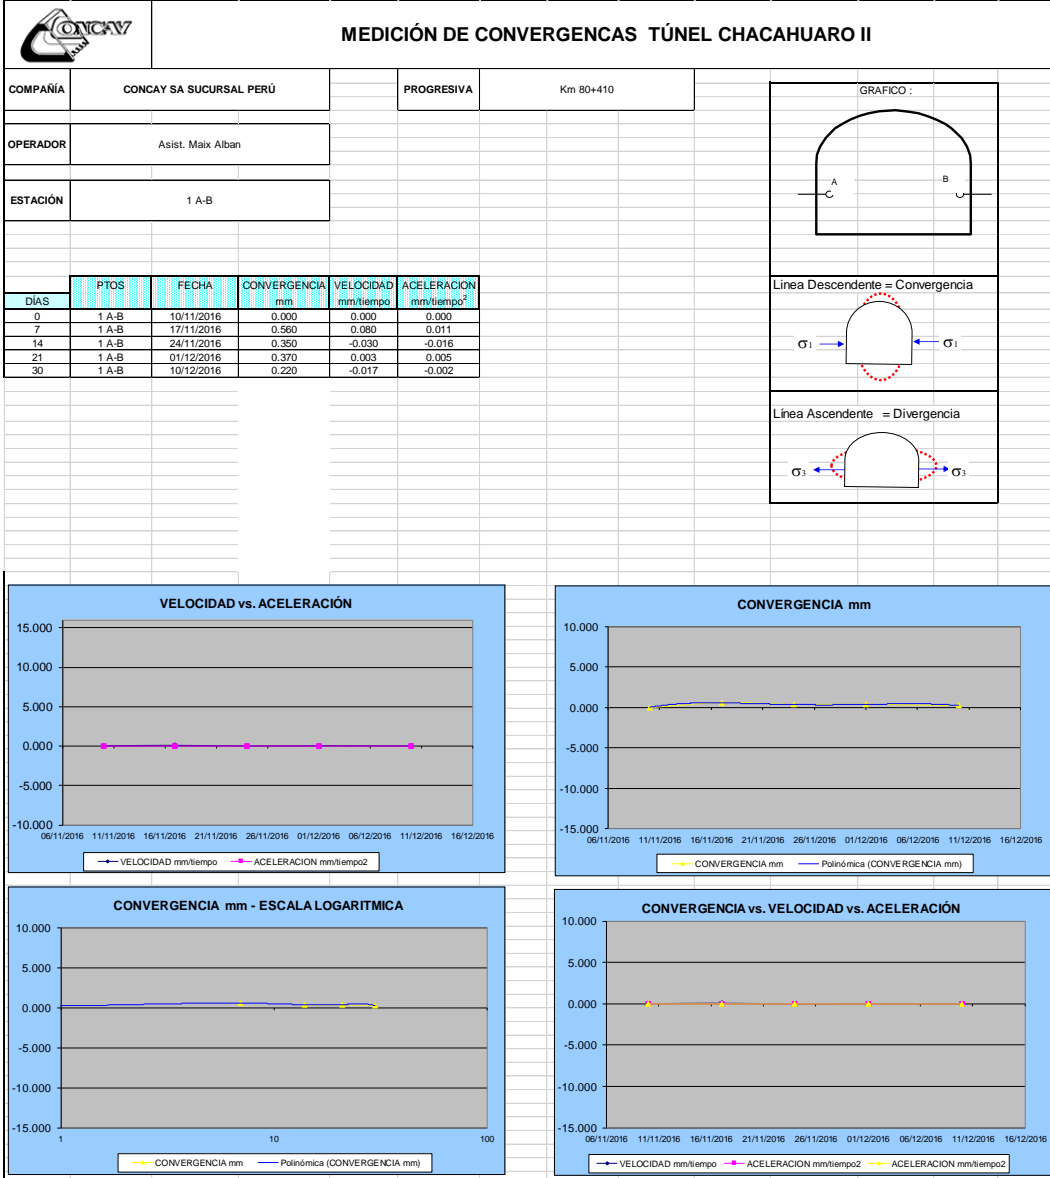 CONCAY
MEDICIÓN DE CONVERGENCAS TÚNEL CHACAHUARO II
COMPAÑÍA CONCAY SA SUCURSAL PERÚ PROGRESIVA Km 80+410
OPERADOR Asist. Maix Alban
ESTACIÓN 1 A-B
GRAFICO :
A B
PTOS FECHA CONVERGENCIA VELOCIDAD ACELERACION
DÍAS mm mm/tiempo mm/tiempo²
0 1 A-B 10/11/2016 0.000 0.000 0.000
7 1 A-B 17/11/2016 0.560 0.080 0.011
14 1 A-B 24/11/2016 0.350 -0.030 -0.016
21 1 A-B 01/12/2016 0.370 0.003 0.005
30 1 A-B 10/12/2016 0.220 -0.017 -0.002
Linea Descendente = Convergencia
σ1 σ1
Línea Ascendente = Divergencia
σ3 σ3
VELOCIDAD vs. ACELERACIÓN
15.000
10.000
5.000
0.000
-5.000
-10.000
06/11/2016 11/11/2016 16/11/2016 21/11/2016 26/11/2016 01/12/2016 06/12/2016 11/12/2016 16/12/2016
VELOCIDAD mm/tiempo ACELERACION mm/tiempo2
CONVERGENCIA mm
10.000
5.000
0.000
-5.000
-10.000
-15.000
06/11/2016 11/11/2016 16/11/2016 21/11/2016 26/11/2016 01/12/2016 06/12/2016 11/12/2016 16/12/2016
CONVERGENCIA mm Polinómica (CONVERGENCIA mm)
CONVERGENCIA mm - ESCALA LOGARITMICA
10.000
5.000
0.000
-5.000
-10.000
-15.000
1 10 100
CONVERGENCIA mm Polinómica (CONVERGENCIA mm)
CONVERGENCIA vs. VELOCIDAD vs. ACELERACIÓN
10.000
5.000
0.000
-5.000
-10.000
-15.000
06/11/2016 11/11/2016 16/11/2016 21/11/2016 26/11/2016 01/12/2016 06/12/2016 11/12/2016 16/12/2016
VELOCIDAD mm/tiempo ACELERACION mm/tiempo2 ACELERACION mm/tiempo2